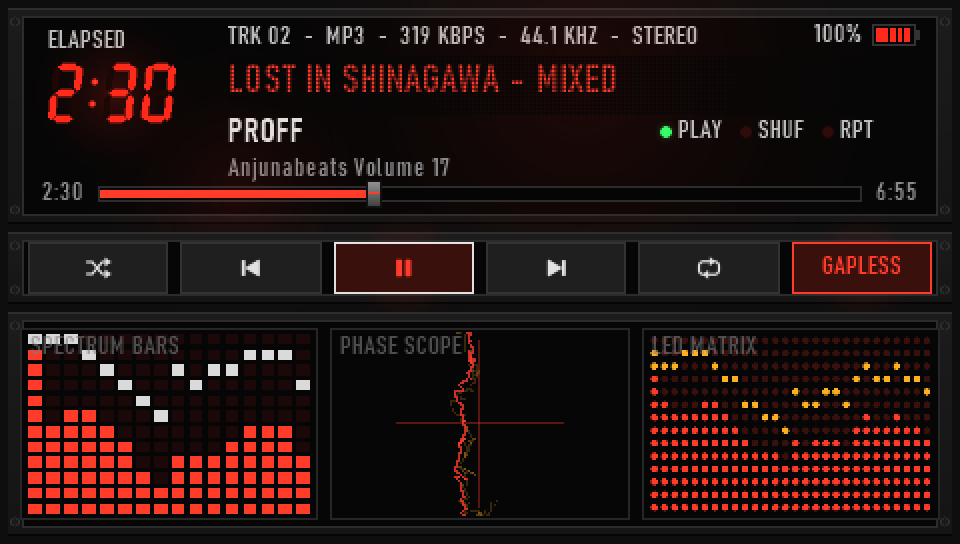 ELAPSED
2:30
TRK 02 - MP3 - 319 KBPS - 44.1 KHZ - STEREO
100%
LOST IN SHINAGAWA - MIXED
PROFF
PLAY SHUF RPT
Anjunabeats Volume 17
2:30
6:55
GAPLESS
SPECTRUM BARS
PHASE SCOPE
LED MATRIX